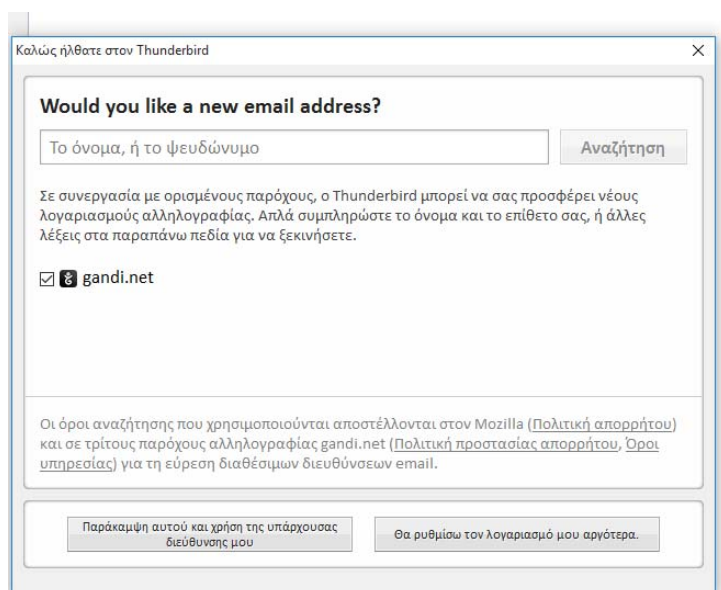 Καλώς ήλθατε στον Thunderbird
Would you like a new email address?
Το όνομα, ή το ψευδώνυμο
Αναζήτηση
Σε συνεργασία με ορισμένους παρόχους, ο Thunderbird μπορεί να σας προσφέρει νέους
λογαριασμούς αλληλογραφίας. Απλά συμπληρώστε το όνομα και το επίθετο σας, ή άλλες
λέξεις στα παραπάνω πεδία για να ξεκινήσετε.
gandi.net
Οι όροι αναζήτησης που χρησιμοποιούνται αποστέλλονται στον Mozilla (Πολιτική απορρήτου)
και σε τρίτους παρόχους αλληλογραφίας gandi.net (Πολιτική προστασίας απορρήτου, Όροι
υπηρεσίας) για τη εύρεση διαθέσιμων διευθύνσεων email.
Παράκαμψη αυτού και χρήση της υπάρχουσας
διεύθυνσης μου
Θα ρυθμίσω τον λογαριασμό μου αργότερα.